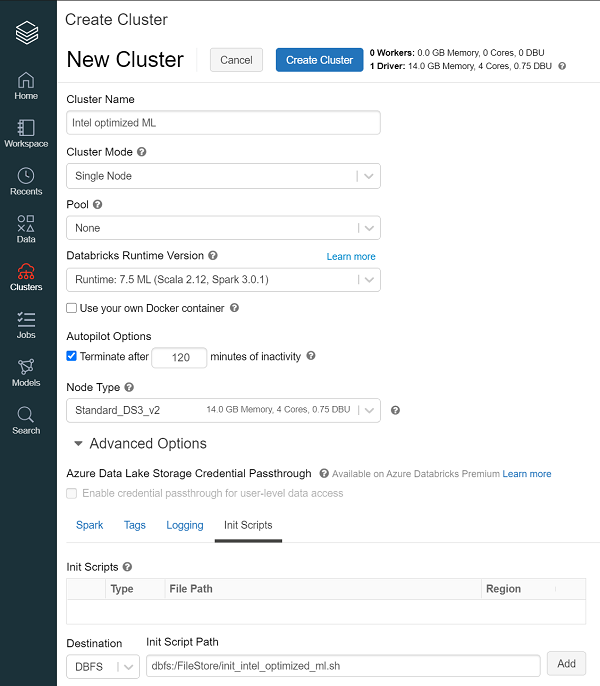 Create Cluster
New Cluster
Cancel
Create Cluster
0 Workers: 0.0 GB Memory, 0 Cores, 0 DBU
1 Driver: 14.0 GB Memory, 4 Cores, 0.75 DBU ?
Home
Workspace
Recents
Data
Clusters
Jobs
Models
Search
Cluster Name
Intel optimized ML
Cluster Mode ?
Single Node
Pool ?
None
Databricks Runtime Version ? Learn more
Runtime: 7.5 ML (Scala 2.12, Spark 3.0.1)
Use your own Docker container ?
Autopilot Options
Terminate after 120 minutes of inactivity ?
Node Type ?
Standard_DS3_v2 14.0 GB Memory, 4 Cores, 0.75 DBU ?
Advanced Options
Azure Data Lake Storage Credential Passthrough ? Available on Azure Databricks Premium Learn more
Enable credential passthrough for user-level data access
Spark Tags Logging Init Scripts
Init Scripts ?
Type File Path Region
Destination Init Script Path
DBFS dbfs:/FileStore/init_intel_optimized_ml.sh Add